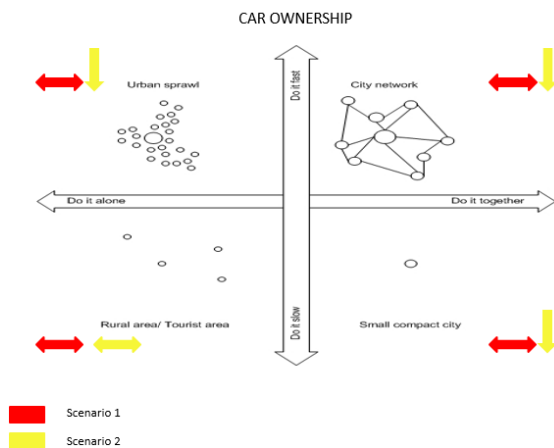 CAR OWNERSHIP
Urban sprawl
Do it fast
City network
Do it alone
Do it together
Rural area/ Tourist area
Do it slow
Small compact city
Scenario 1
Scenario 2